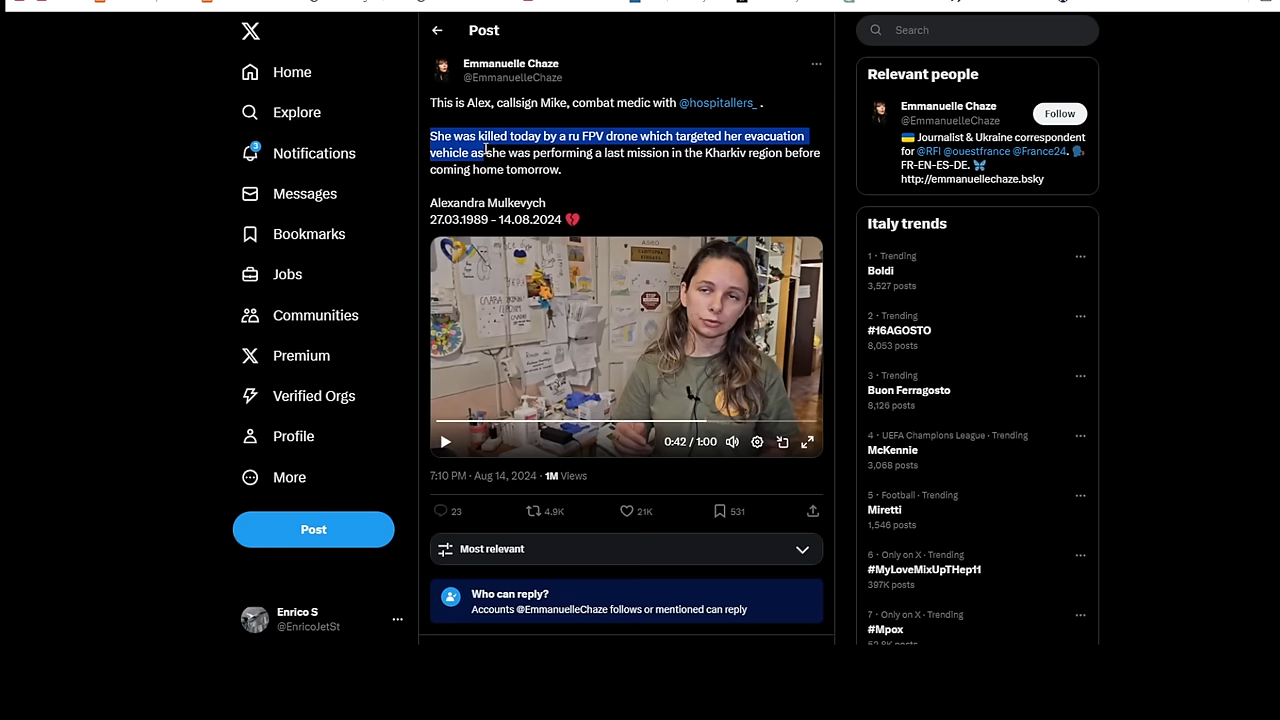 Post
Emmanuelle Chaze
@EmmanuelleChaze
This is Alex, callsign Mike, combat medic with @hospitallers_ .
She was killed today by a ru FPV drone which targeted her evacuation
vehicle as she was performing a last mission in the Kharkiv region before
coming home tomorrow.
Alexandra Mulkevych
27.03.1989 - 14.08.2024
STOP
0:42 / 1:00
7:10 PM · Aug 14, 2024 · 1M Views
23
4.9K
21K
531
Most relevant
Who can reply?
Accounts @EmmanuelleChaze follows or mentioned can reply
Home
Explore
3
Notifications
Messages
Bookmarks
Jobs
Communities
Premium
Verified Orgs
Profile
More
Post
Enrico S
@EnricoJetSt
Search
Relevant people
Emmanuelle Chaze
@EmmanuelleChaze
Follow
Journalist & Ukraine correspondent
for @RFI @ouestfrance @France24.
FR-EN-ES-DE.
http://emmanuellechaze.bsky
Italy trends
1 · Trending
Boldi
3,527 posts
2 · Trending
#16AGOSTO
8,053 posts
3 · Trending
Buon Ferragosto
8,126 posts
4 · UEFA Champions League · Trending
McKennie
3,068 posts
5 · Football · Trending
Miretti
1,546 posts
6 · Only on X · Trending
#MyLoveMixUpTHep11
397K posts
7 · Only on X · Trending
#Mpox